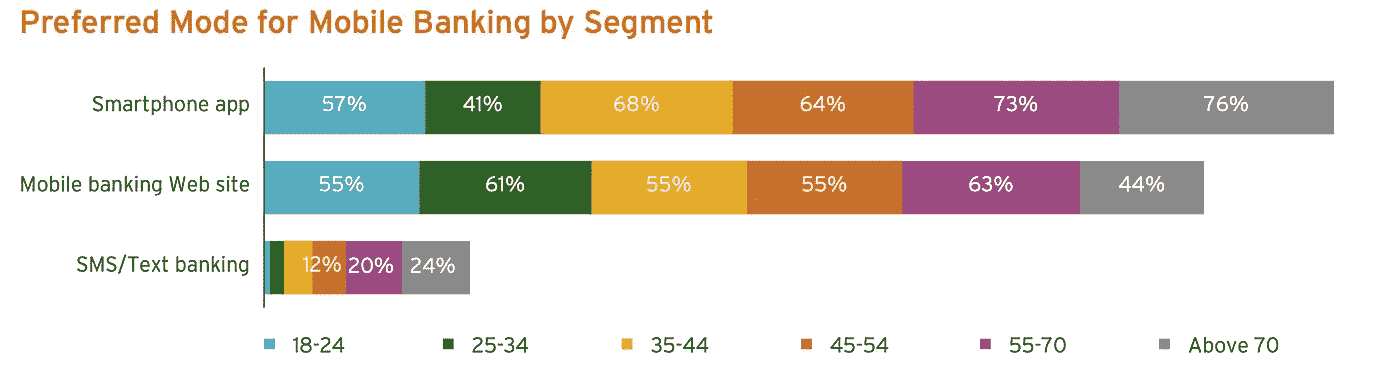 Preferred Mode for Mobile Banking by Segment
Smartphone app 57% 41% 68% 64% 73% 76%
Mobile banking Web site 55% 61% 55% 55% 63% 44%
SMS/Text banking 12% 20% 24%
18-24 25-34 35-44 45-54 55-70 Above 70